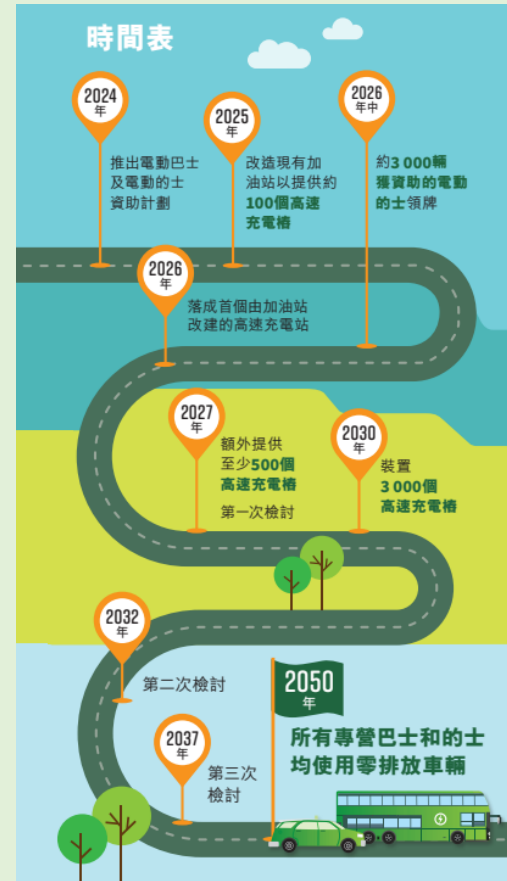 時間表
2024
年
推出電動巴士
及電動的士
資助計劃
2025
年
改造現有加
油站以提供約
100個高速
充電樁
2026
年中
約3 000輛
獲資助的電動
的士領牌
2026
年
落成首個由加油站
改建的高速充電站
2027
年
額外提供
至少500個
高速充電樁
第一次檢討
2030
年
裝置
3 000個
高速充電樁
2032
年
第二次檢討
2037
年
第三次
檢討
2050
年
所有專營巴士和的士
均使用零排放車輛